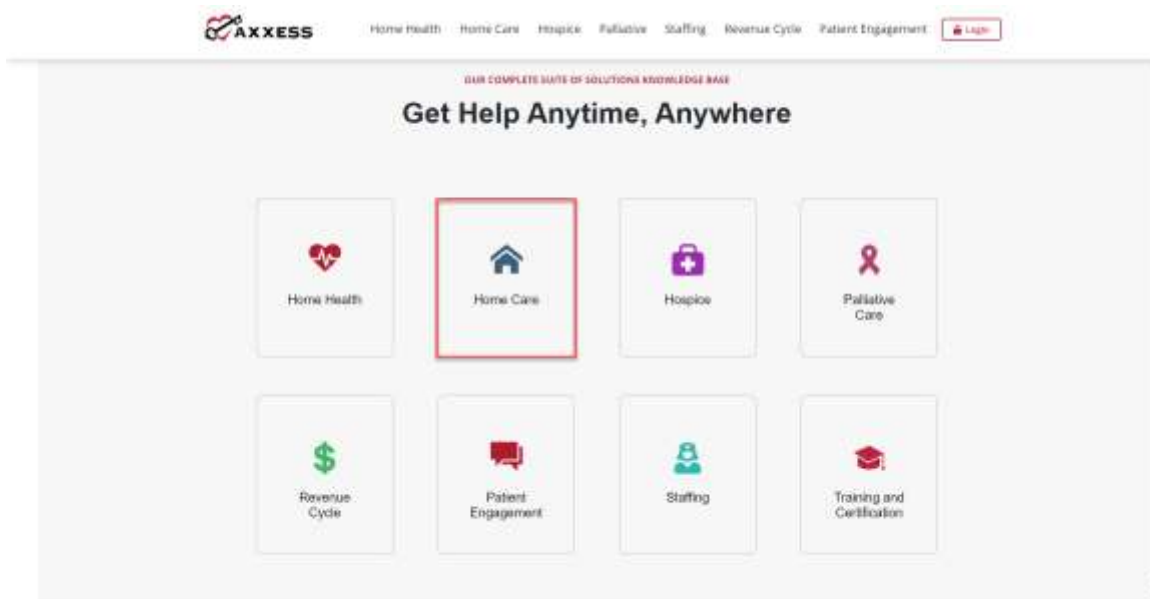 AXXESS
Home Health Home Care Hospice Palliative Staffing Revenue Cycle Patient Engagement Login
OUR COMPLETE SUITE OF SOLUTIONS KNOWLEDGE BASE
Get Help Anytime, Anywhere
Home Health
Home Care
Hospice
Palliative
Care
Revenue
Cycle
Patient
Engagement
Staffing
Training and
Certification